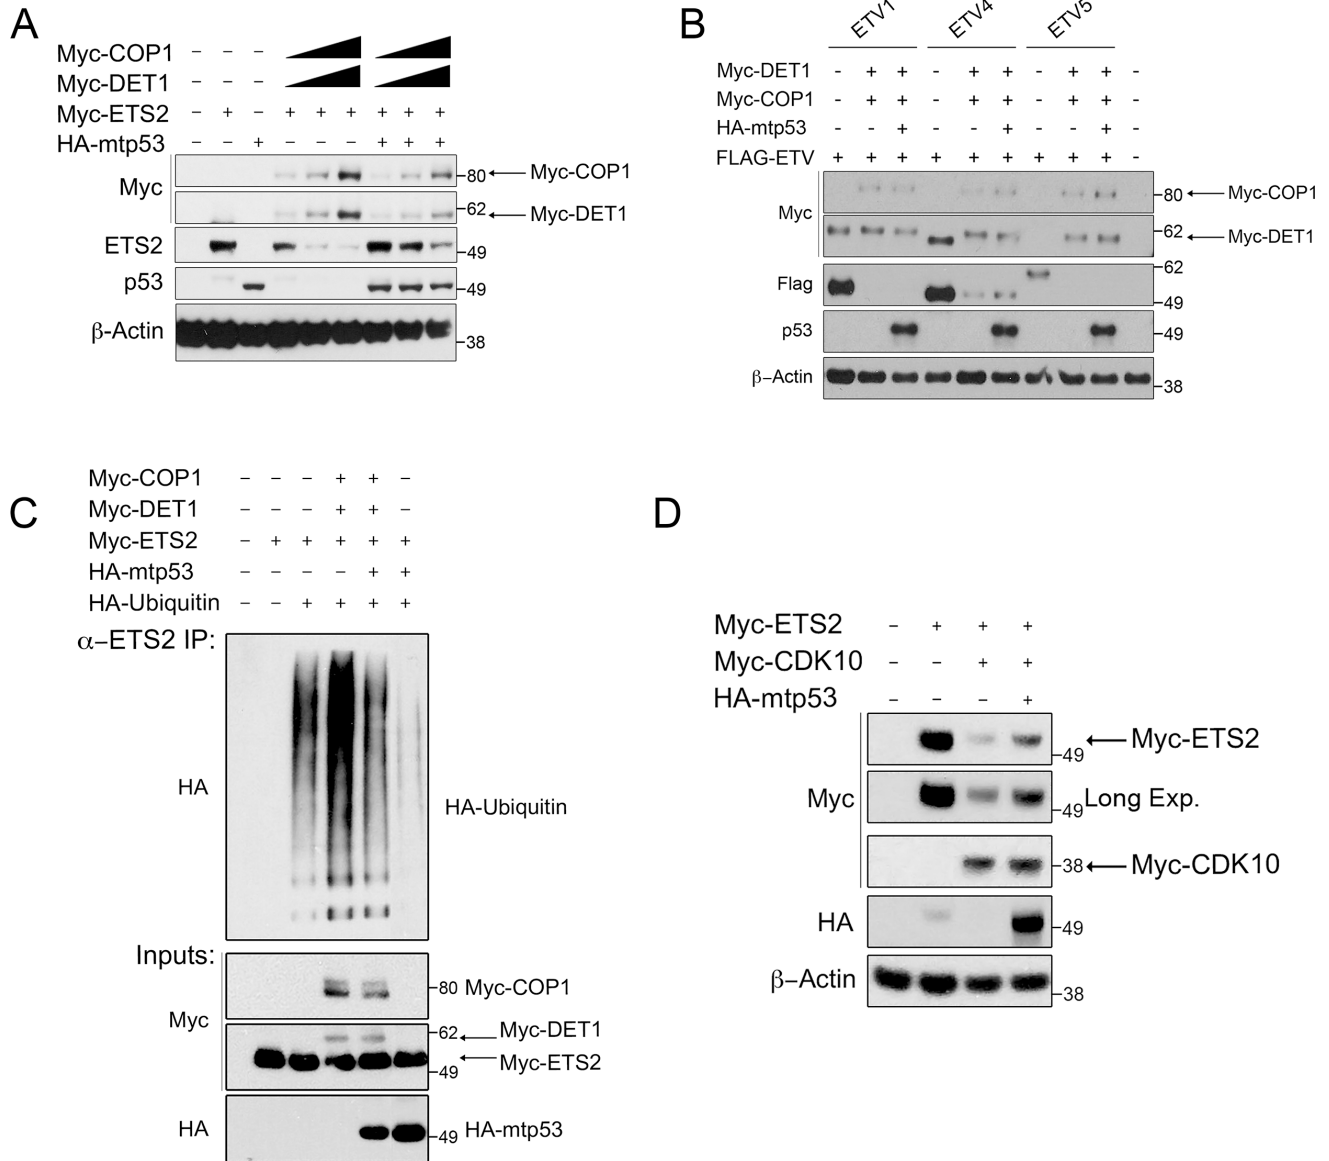 A
Myc-COP1 – – –
Myc-DET1 – – –
Myc-ETS2 – + – + + + + + +
HA-mtp53 – – + – – – + + +
Myc
80 Myc-COP1
62 Myc-DET1
ETS2
49
p53
49
β-Actin
38
B
ETV1 ETV4 ETV5
Myc-DET1 - + + - + + - + + -
Myc-COP1 - + + - + + - + + -
HA-mtp53 - - + - - + - - + -
FLAG-ETV + + + + + + + + + -
Myc
80 Myc-COP1
62
Myc-DET1
Flag
62
49
p53
49
β–Actin
38
C
Myc-COP1 – – – + + –
Myc-DET1 – – – + + –
Myc-ETS2 – + + + + +
HA-mtp53 – – – – + +
HA-Ubiquitin – – + + + +
α–ETS2 IP:
HA
HA-Ubiquitin
Inputs:
Myc
80 Myc-COP1
62 Myc-DET1
Myc-ETS2
49
HA
49 HA-mtp53
D
Myc-ETS2 – + + +
Myc-CDK10 – – + +
HA-mtp53 – – – +
Myc
49 Myc-ETS2
49 Long Exp.
38 Myc-CDK10
HA
49
β–Actin
38